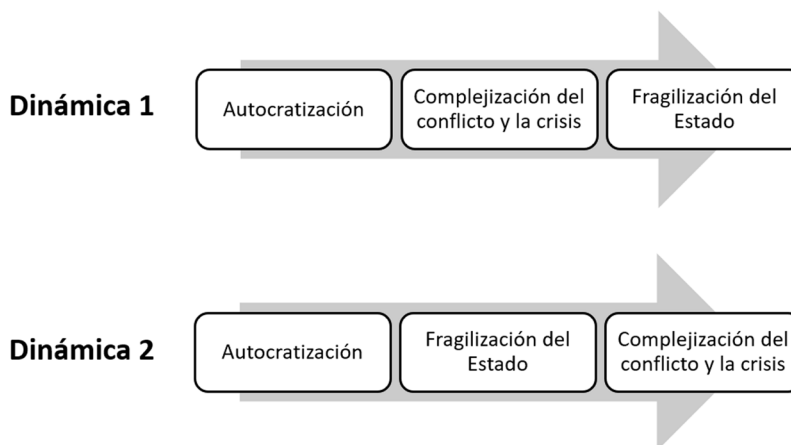 Dinámica 1
Autocratización
Complejización del
conflicto y la crisis
Fragilización del
Estado
Dinámica 2
Autocratización
Fragilización del
Estado
Complejización del
conflicto y la crisis